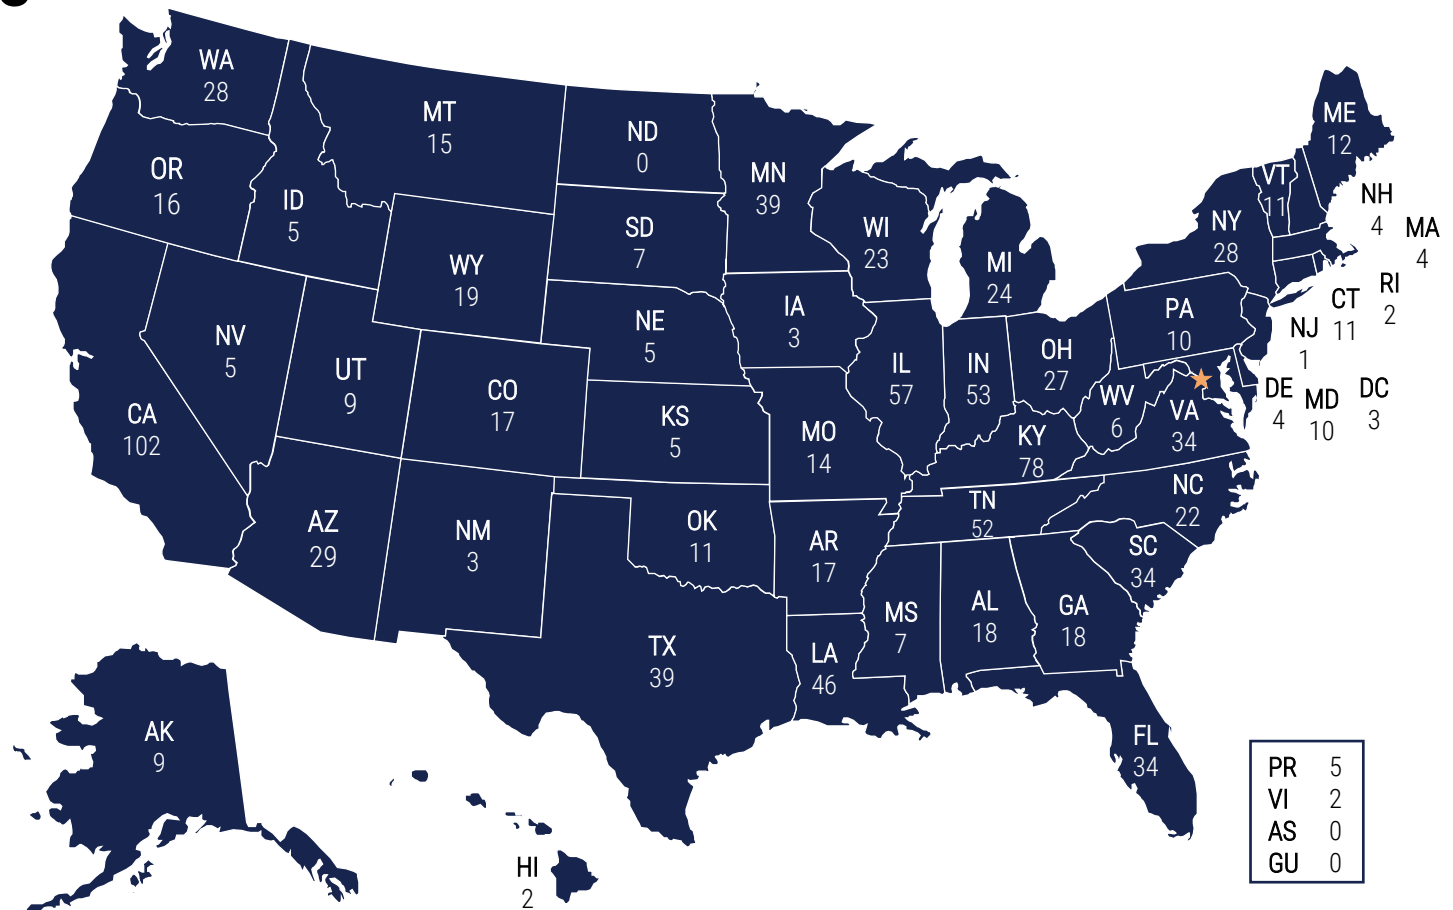 WA
28
MT
15
ND
0
MN
39
OR
16
ID
5
SD
7
WI
23
MI
24
ME
12
VT
11
NH
4
MA
4
NY
28
WY
19
NE
5
IA
3
PA
10
RI
2
CT
11
NJ
1
NV
5
UT
9
CO
17
KS
5
IL
57
IN
53
OH
27
WV
6
VA
34
DE
4
MD
10
DC
3
CA
102
MO
14
KY
78
AZ
29
NM
3
OK
11
AR
17
TN
52
NC
22
SC
34
TX
39
LA
46
MS
7
AL
18
GA
18
FL
34
AK
9
HI
2
PR 5
VI 2
AS 0
GU 0